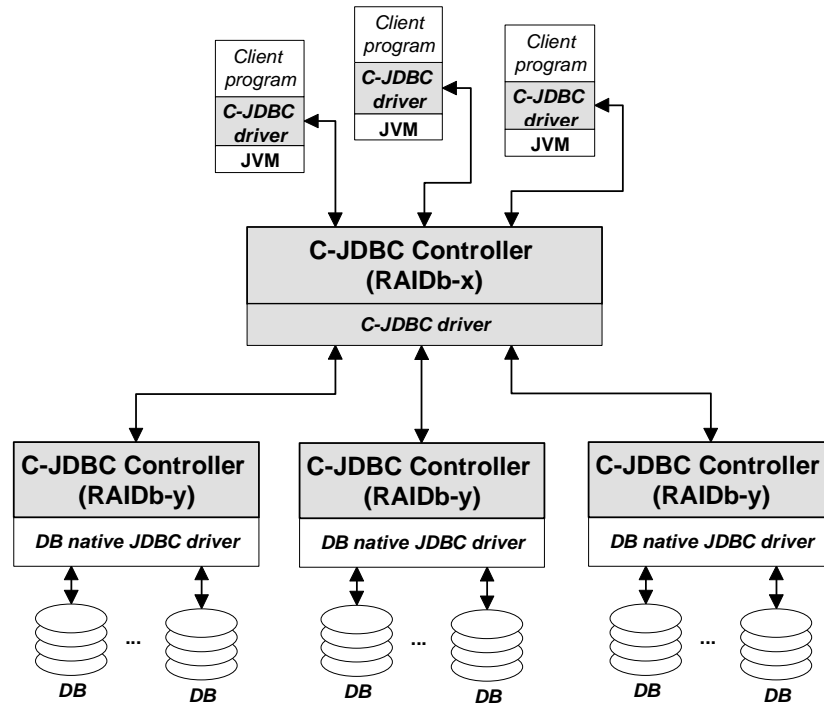 Client
program
C-JDBC
driver
JVM
Client
program
C-JDBC
driver
JVM
Client
program
C-JDBC
driver
JVM
C-JDBC Controller
(RAIDb-x)
C-JDBC driver
C-JDBC Controller
(RAIDb-y)
DB native JDBC driver
C-JDBC Controller
(RAIDb-y)
DB native JDBC driver
C-JDBC Controller
(RAIDb-y)
DB native JDBC driver
...
DB
DB
...
DB
DB
...
DB
DB